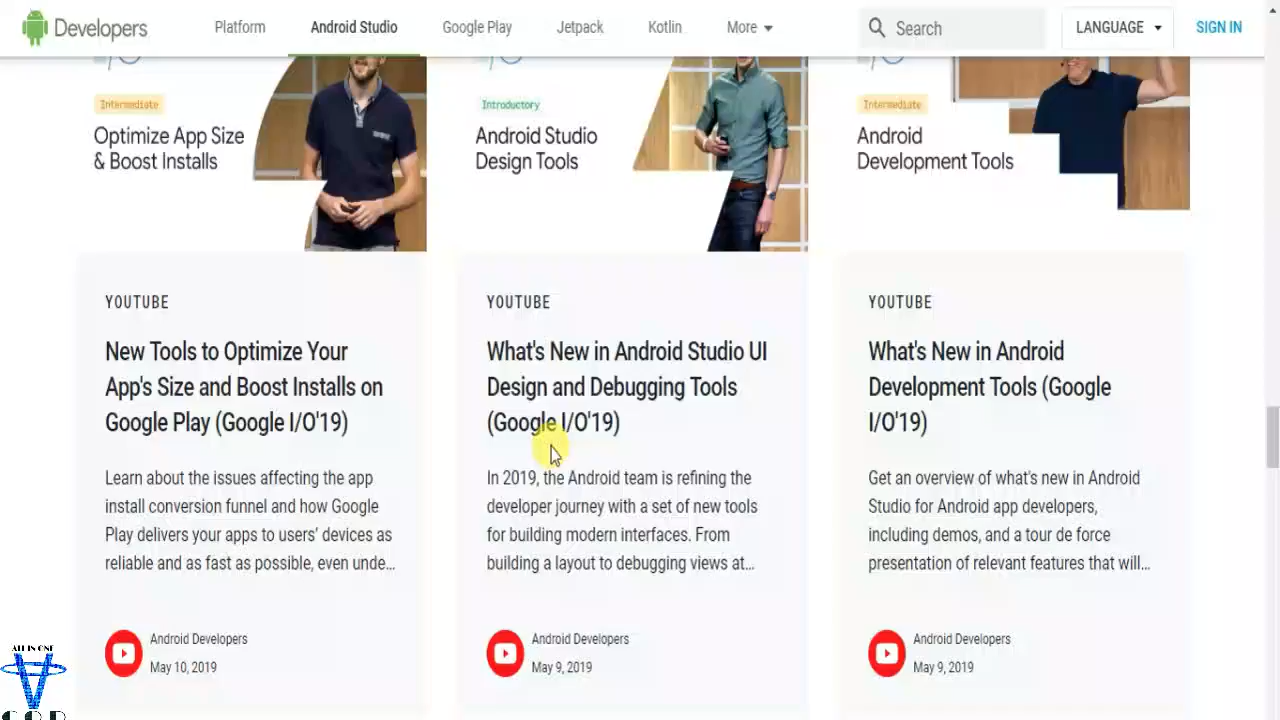 Developers
Platform
Android Studio
Google Play
Jetpack
Kotlin
More
Search
LANGUAGE
SIGN IN
Intermediate
Optimize App Size
& Boost Installs
Introductory
Android Studio
Design Tools
Intermediate
Android
Development Tools
YOUTUBE
New Tools to Optimize Your
App's Size and Boost Installs on
Google Play (Google I/O'19)
Learn about the issues affecting the app
install conversion funnel and how Google
Play delivers your apps to users' devices as
reliable and as fast as possible, even unde...
Android Developers
May 10, 2019
YOUTUBE
What's New in Android Studio UI
Design and Debugging Tools
(Google I/O'19)
In 2019, the Android team is refining the
developer journey with a set of new tools
for building modern interfaces. From
building a layout to debugging views at...
Android Developers
May 9, 2019
YOUTUBE
What's New in Android
Development Tools (Google
I/O'19)
Get an overview of what's new in Android
Studio for Android app developers,
including demos, and a tour de force
presentation of relevant features that will...
Android Developers
May 9, 2019
ALL IN ONE